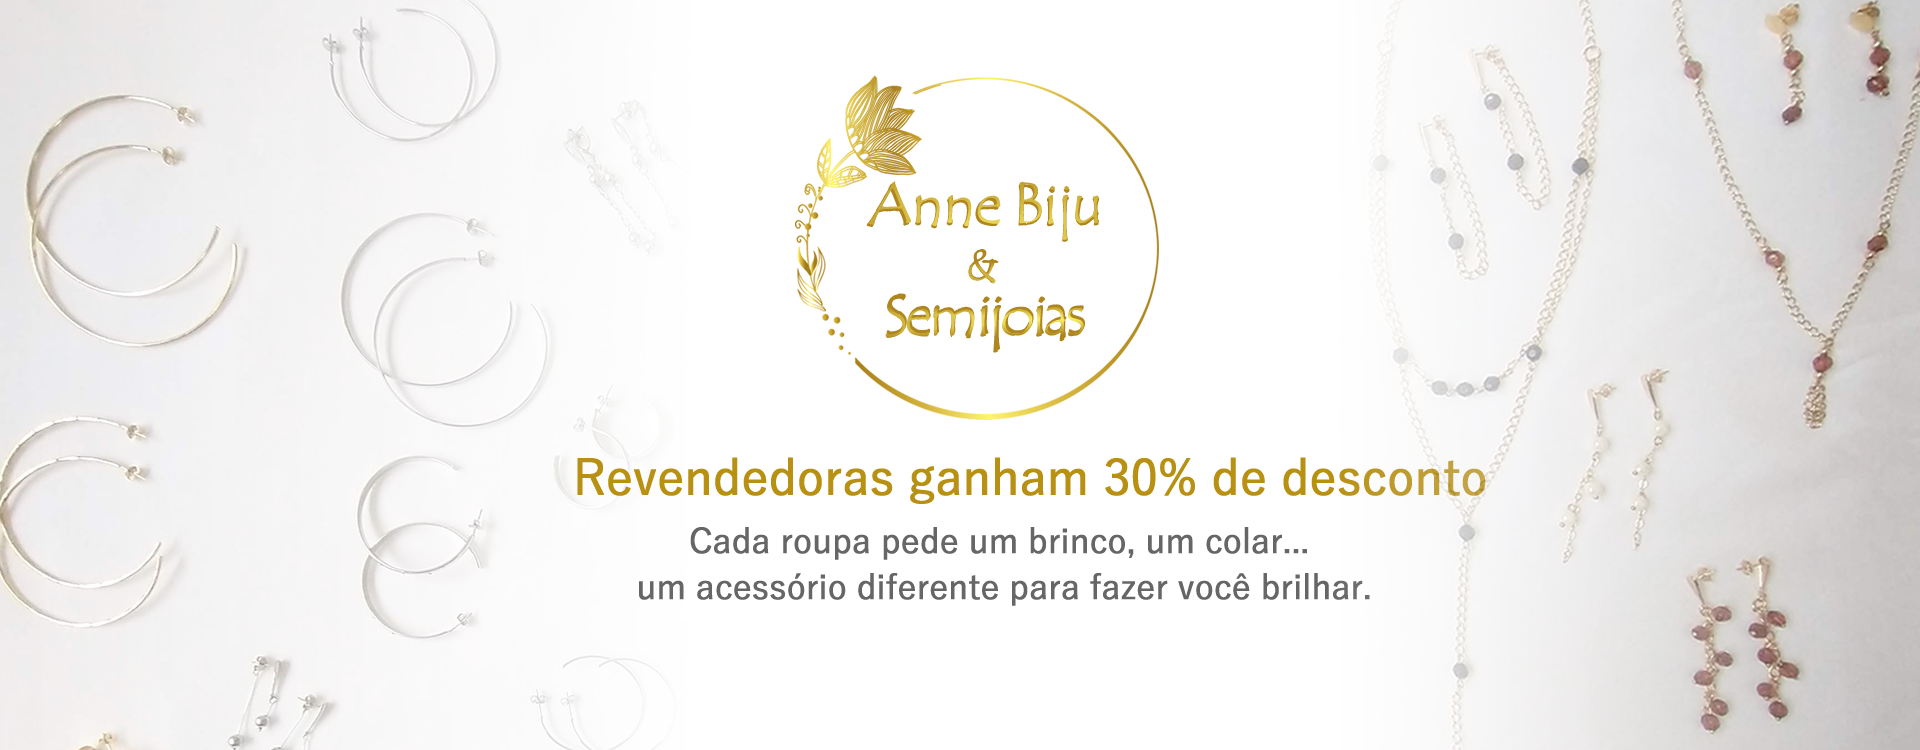 Anne Biju
&
Semijoias
Revendedoras ganham 30% de desconto
Cada roupa pede um brinco, um colar...
um acessório diferente para fazer você brilhar.